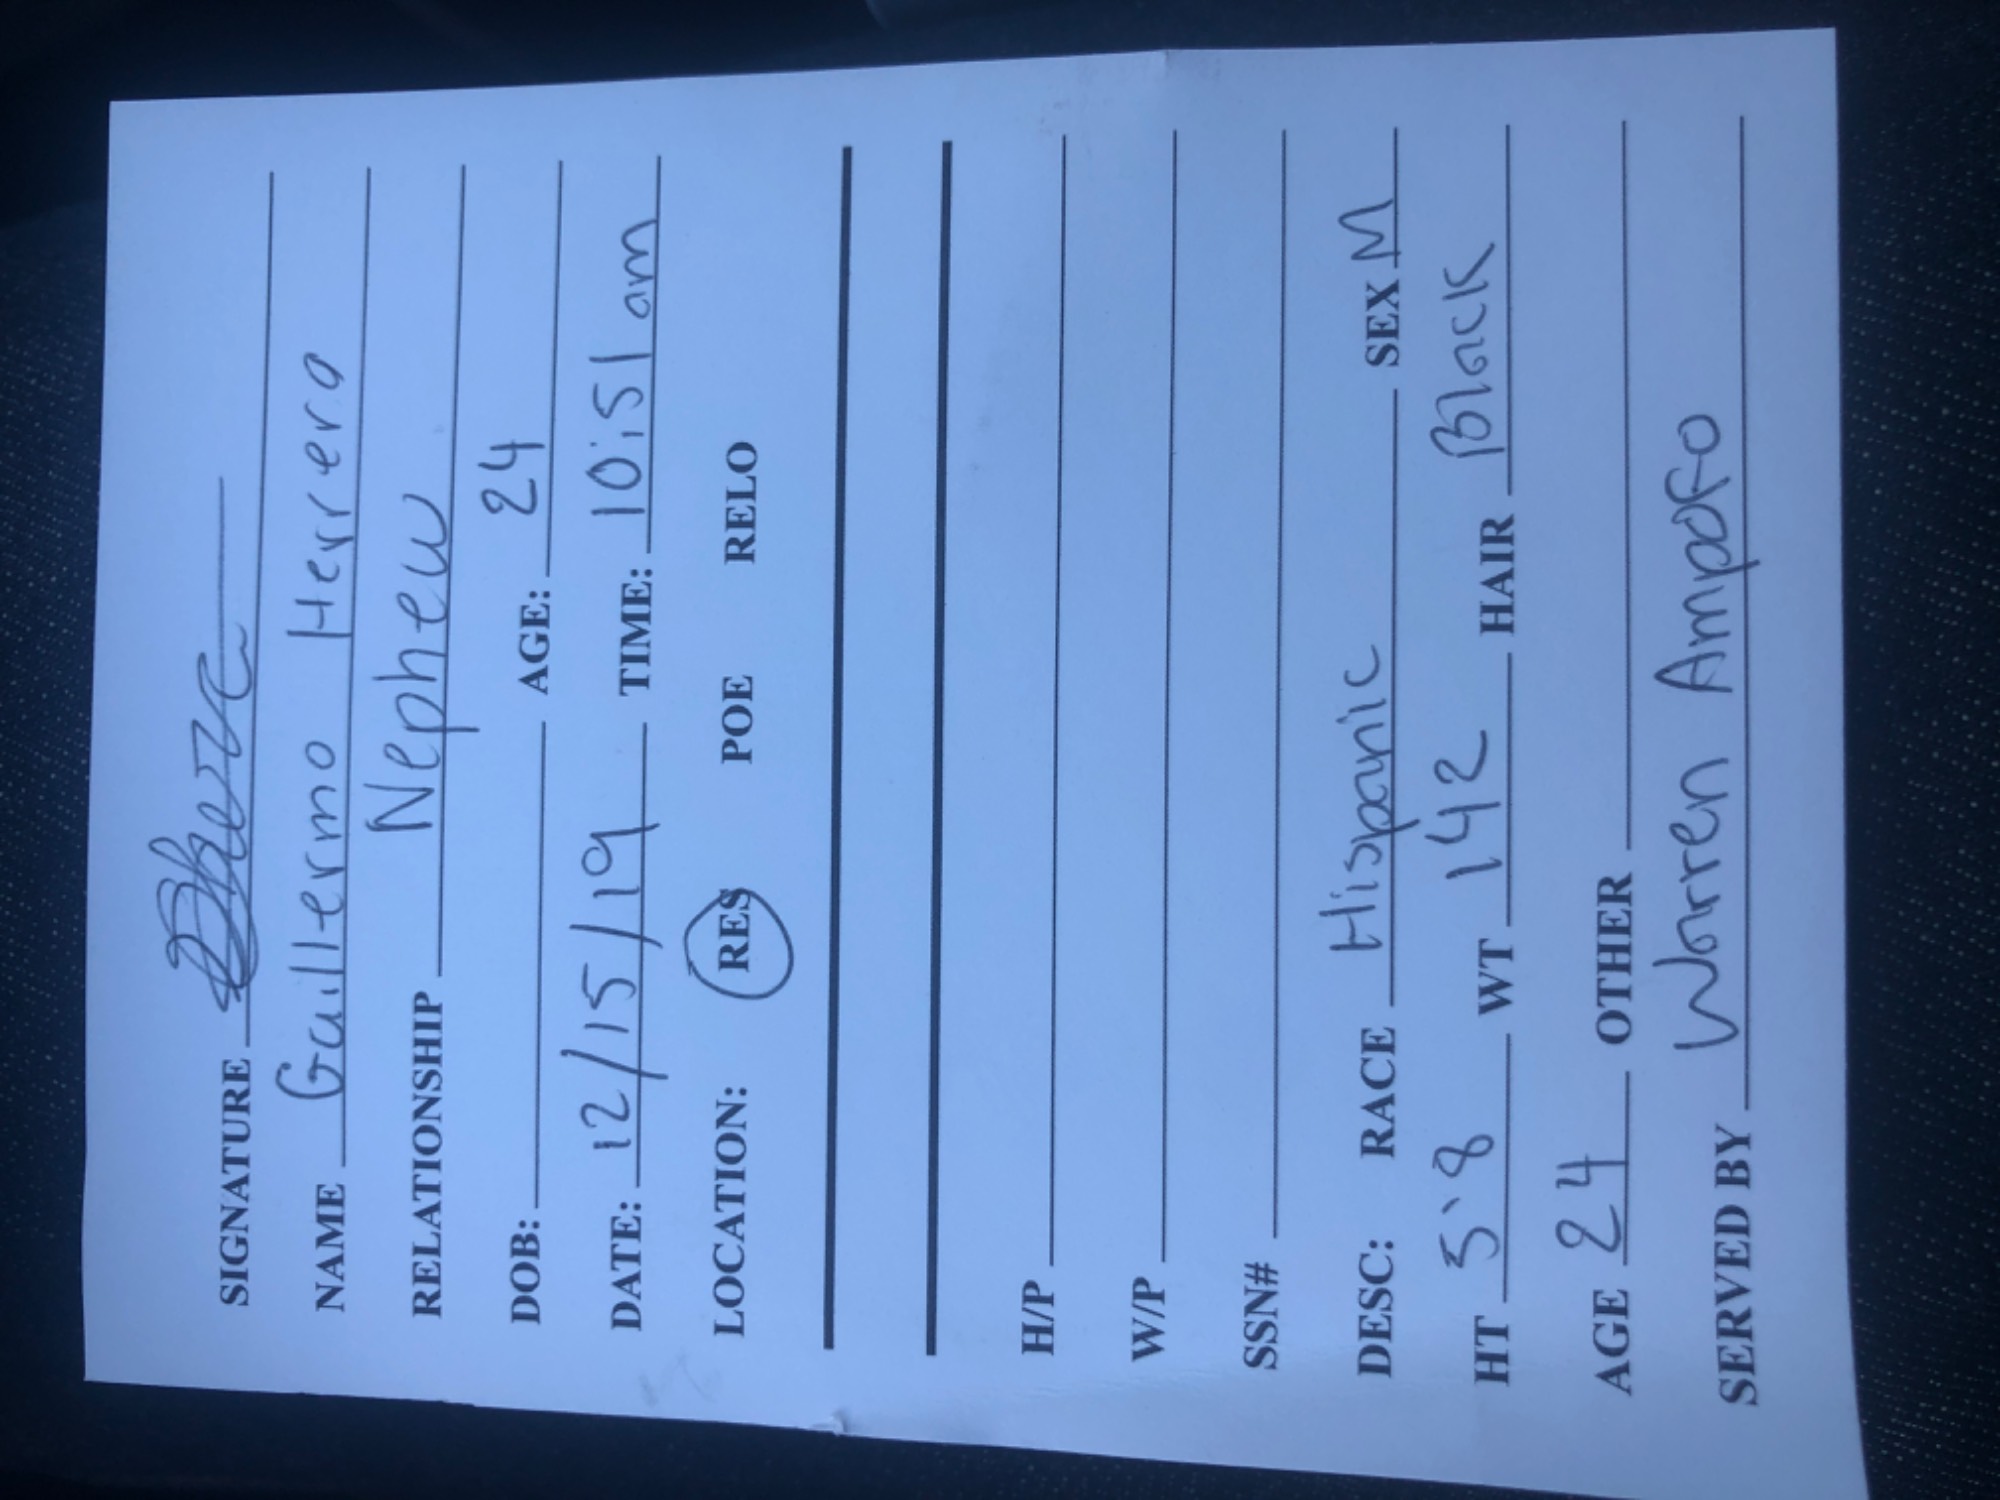 SIGNATURE
NAME Guillermo Herrera
RELATIONSHIP Nephew
DOB: AGE: 24
DATE: 12/15/19 TIME: 10:51 am
LOCATION: RES POE RELO
H/P
W/P
SSN#
DESC: RACE Hispanic SEX M
HT 5'8 WT 142 HAIR Black
AGE 24 OTHER
SERVED BY Warren Ampofo